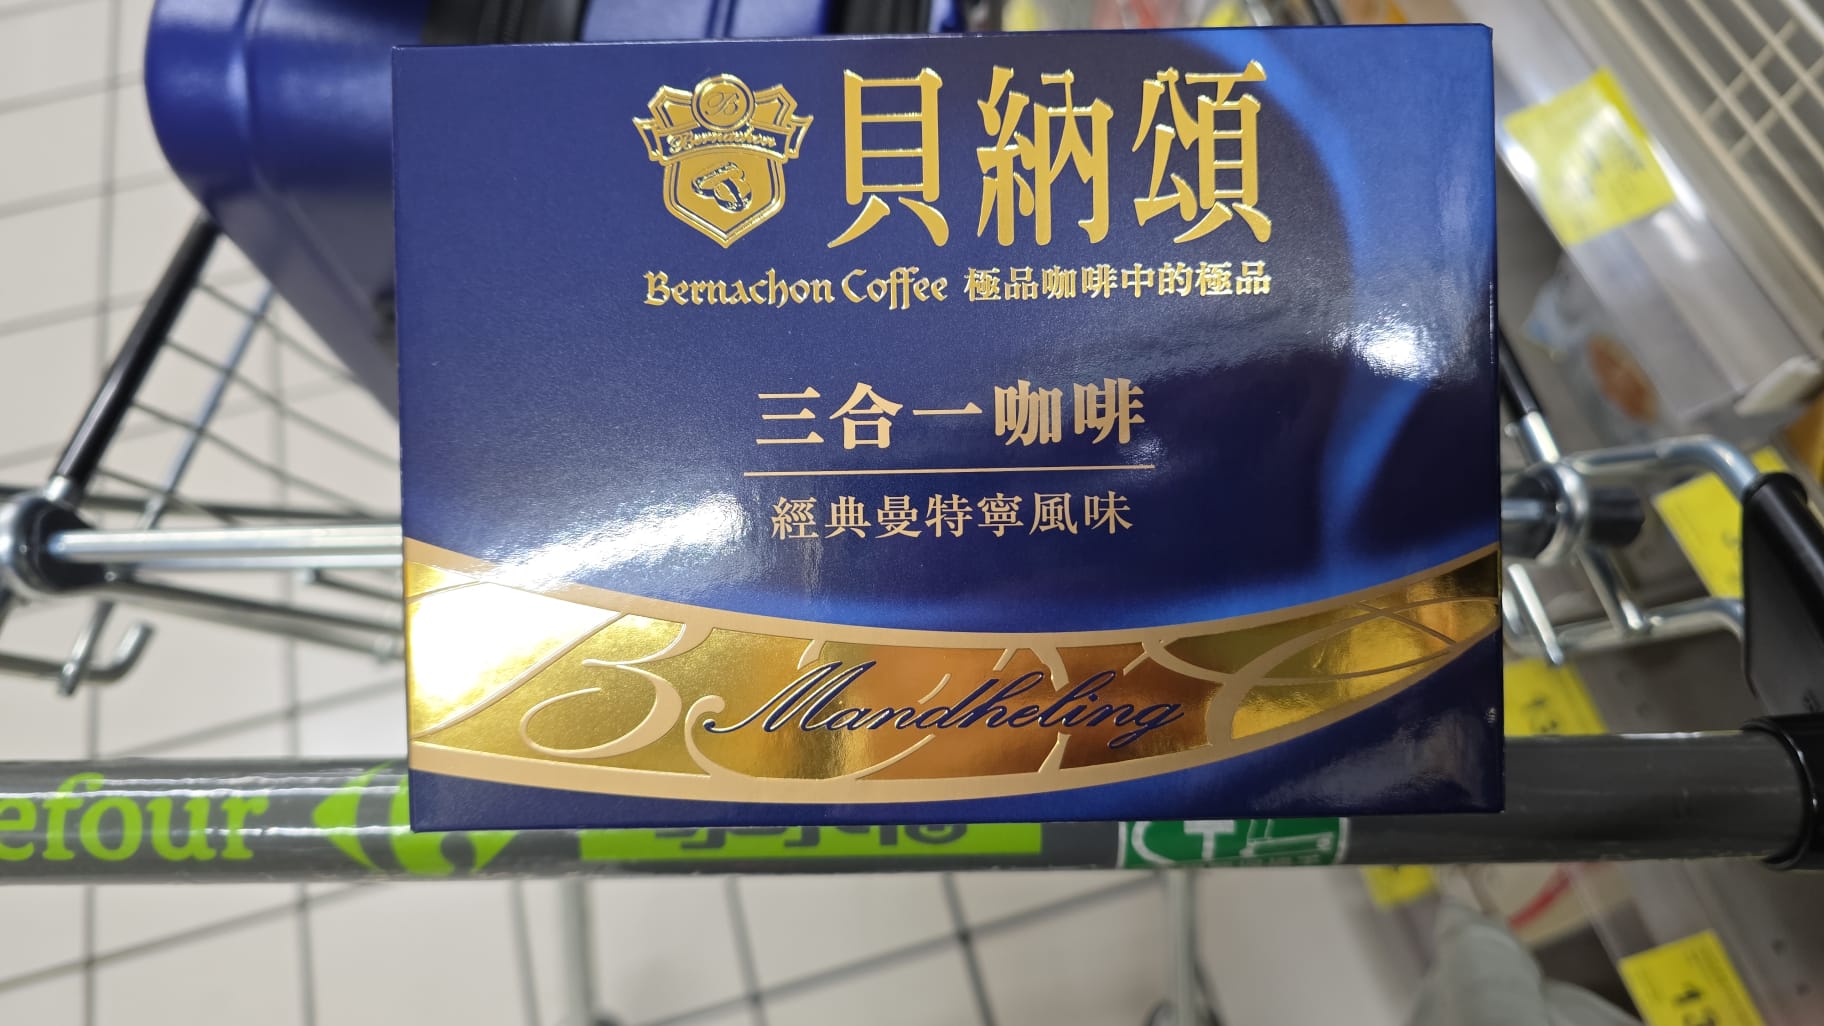 B
Bernachon
貝納頌
Bernachon Coffee 極品咖啡中的極品
三合一咖啡
經典曼特寧風味
Mandheling
efour